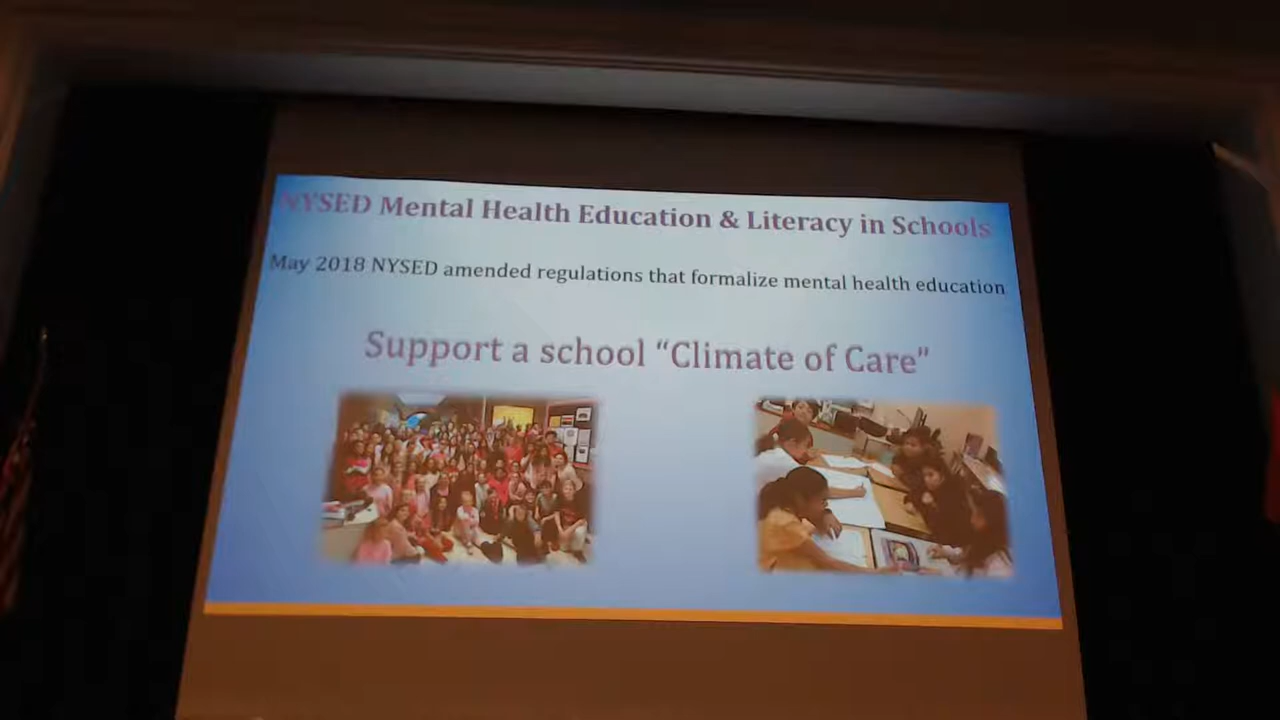 NYSED Mental Health Education & Literacy in Schools
May 2018 NYSED amended regulations that formalize mental health education
Support a school “Climate of Care”